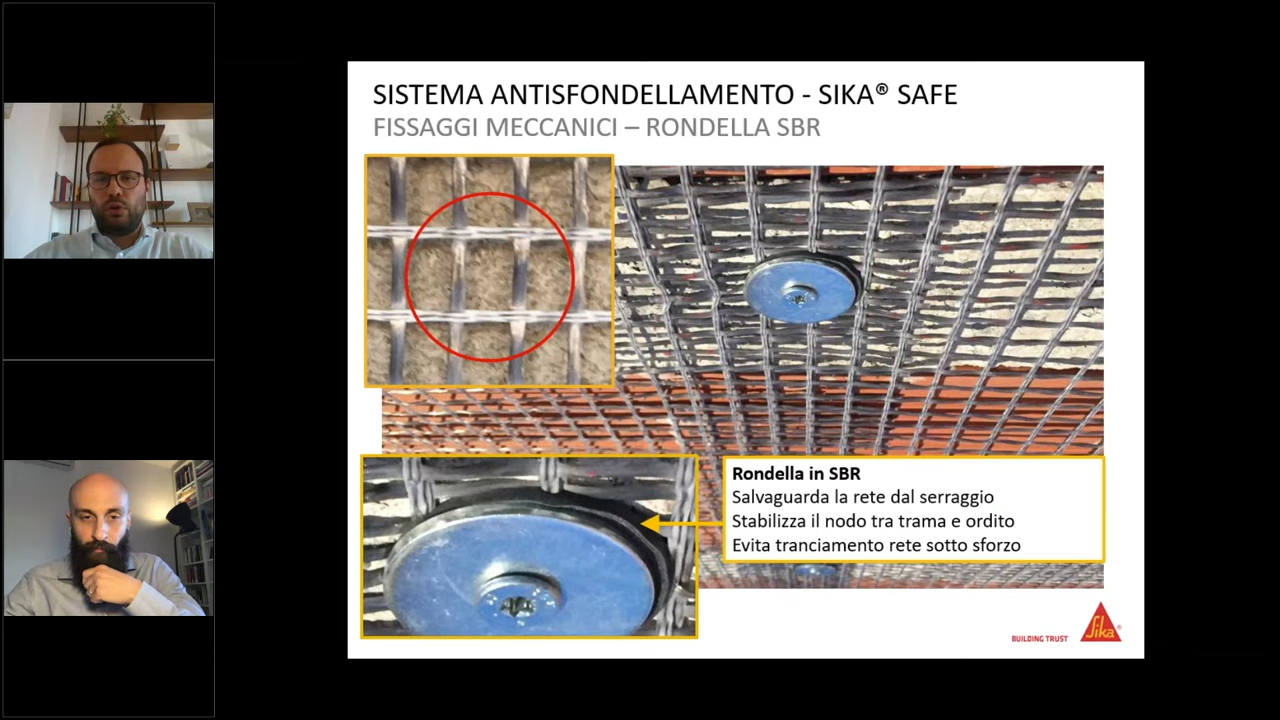 SISTEMA ANTISFONDELLAMENTO - SIKA® SAFE
FISSAGGI MECCANICI – RONDELLA SBR
Rondella in SBR
Salvaguarda la rete dal serraggio
Stabilizza il nodo tra trama e ordito
Evita tranciamento rete sotto sforzo
BUILDING TRUST
Sika®